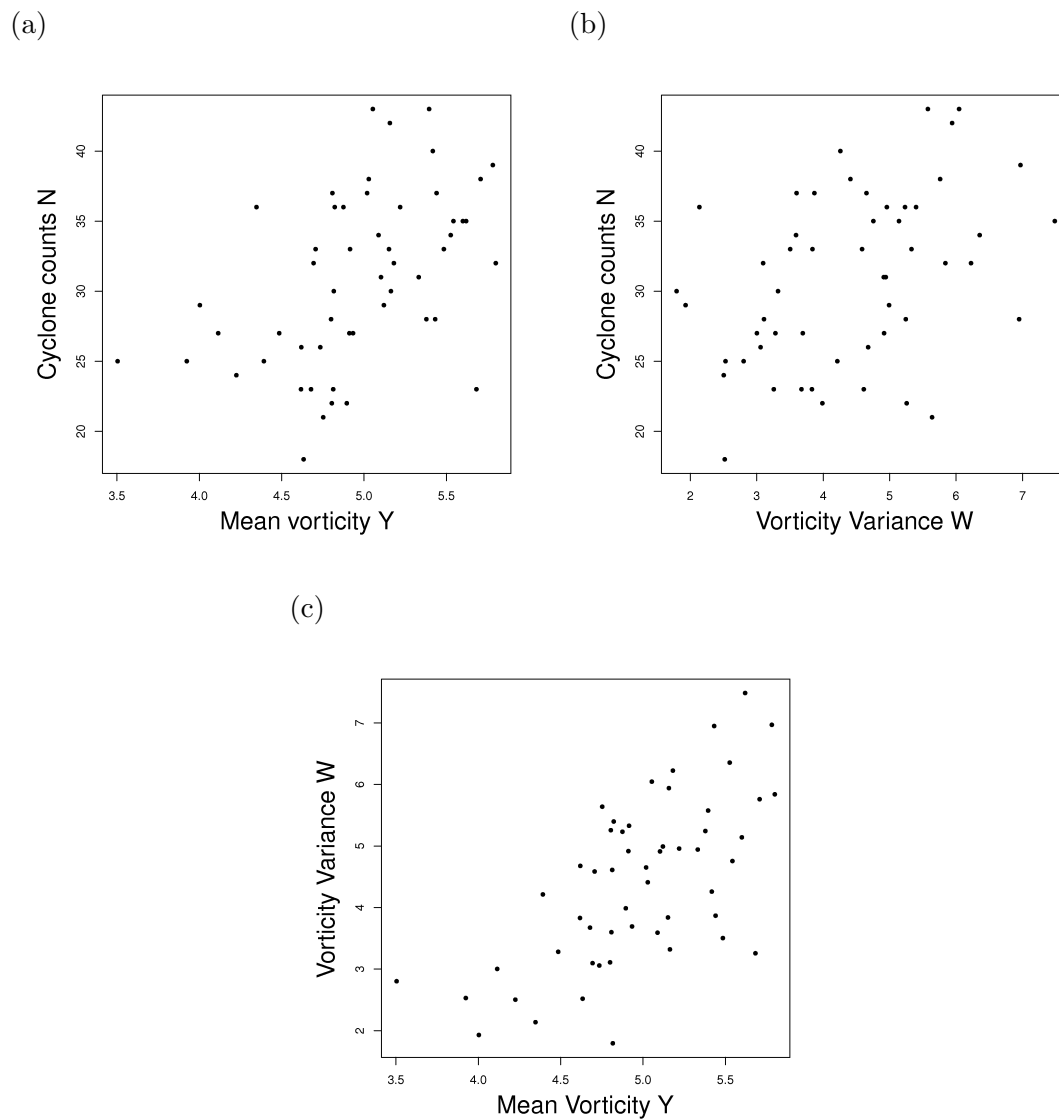 (a)
(b)
Cyclone counts N
20
25
30
35
40
3.5 4.0 4.5 5.0 5.5
Mean vorticity Y
Cyclone counts N
20
25
30
35
40
2 3 4 5 6 7
Vorticity Variance W
(c)
Vorticity Variance W
2
3
4
5
6
7
3.5 4.0 4.5 5.0 5.5
Mean Vorticity Y